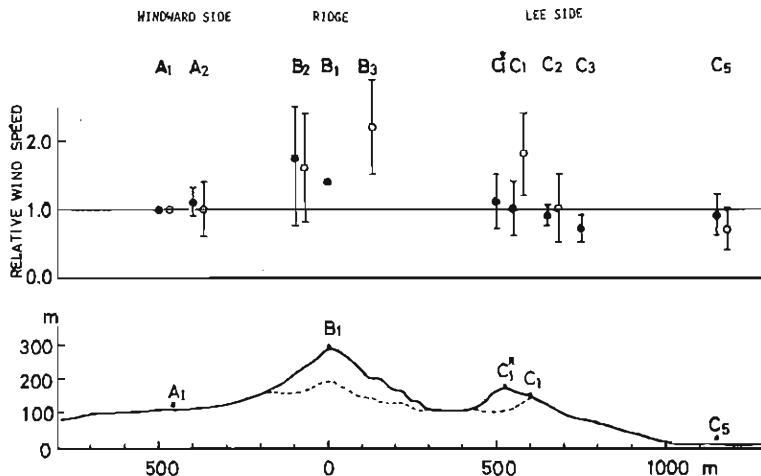 WINDWARD SIDE RIDGE LEE SIDE
A1 A2 B2 B1 B3 C1* C1 C2 C3 C5
RELATIVE WIND SPEED
2.0
1.0
0.0
m
300
200
100
0
A1
B1
C1*
C1
C5
500 0 500 1000 m